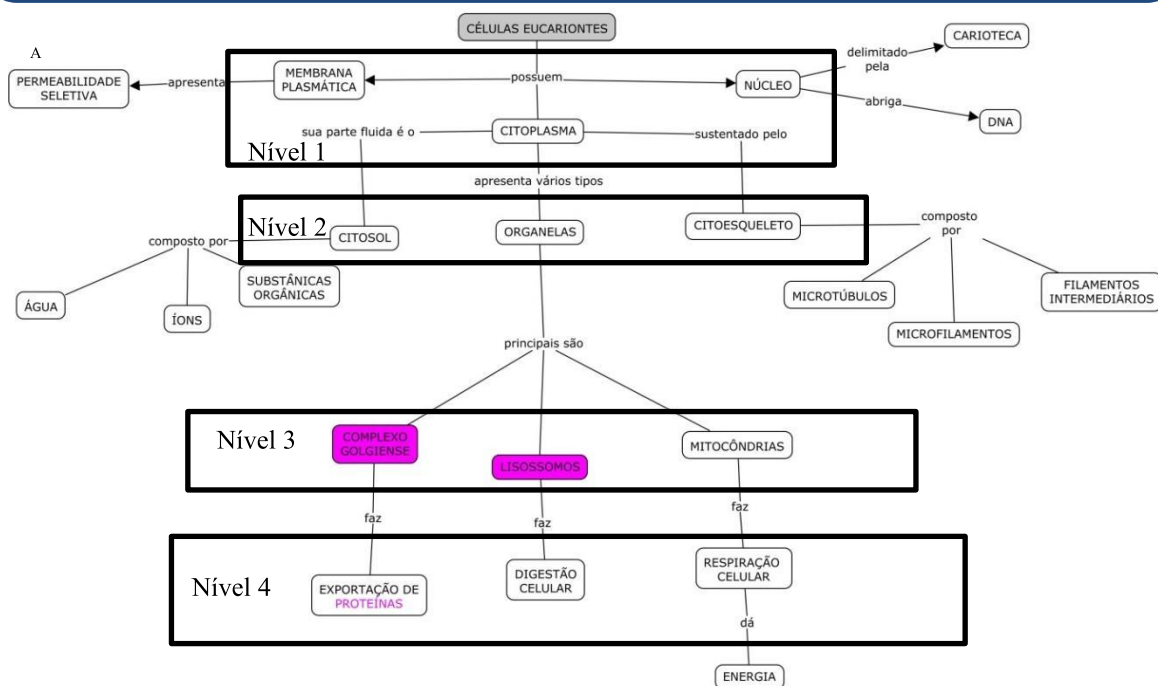 CÉLULAS EUCARIONTES
A
CARIOTECA
delimitado
pela
PERMEABILIDADE
SELETIVA
apresenta
MEMBRANA
PLASMÁTICA
possuem
NÚCLEO
abriga
DNA
sua parte fluida é o
CITOPLASMA
sustentado pelo
Nível 1
apresenta vários tipos
Nível 2
CITOSOL
ORGANELAS
CITOESQUELETO
composto
por
composto por
ÁGUA
ÍONS
SUBSTÂNICAS
ORGÂNICAS
MICROTÚBULOS
MICROFILAMENTOS
FILAMENTOS
INTERMEDIÁRIOS
principais são
Nível 3
COMPLEXO
GOLGIENSE
LISOSSOMOS
MITOCÔNDRIAS
faz
faz
faz
Nível 4
EXPORTAÇÃO DE
PROTEÍNAS
DIGESTÃO
CELULAR
RESPIRAÇÃO
CELULAR
dá
ENERGIA